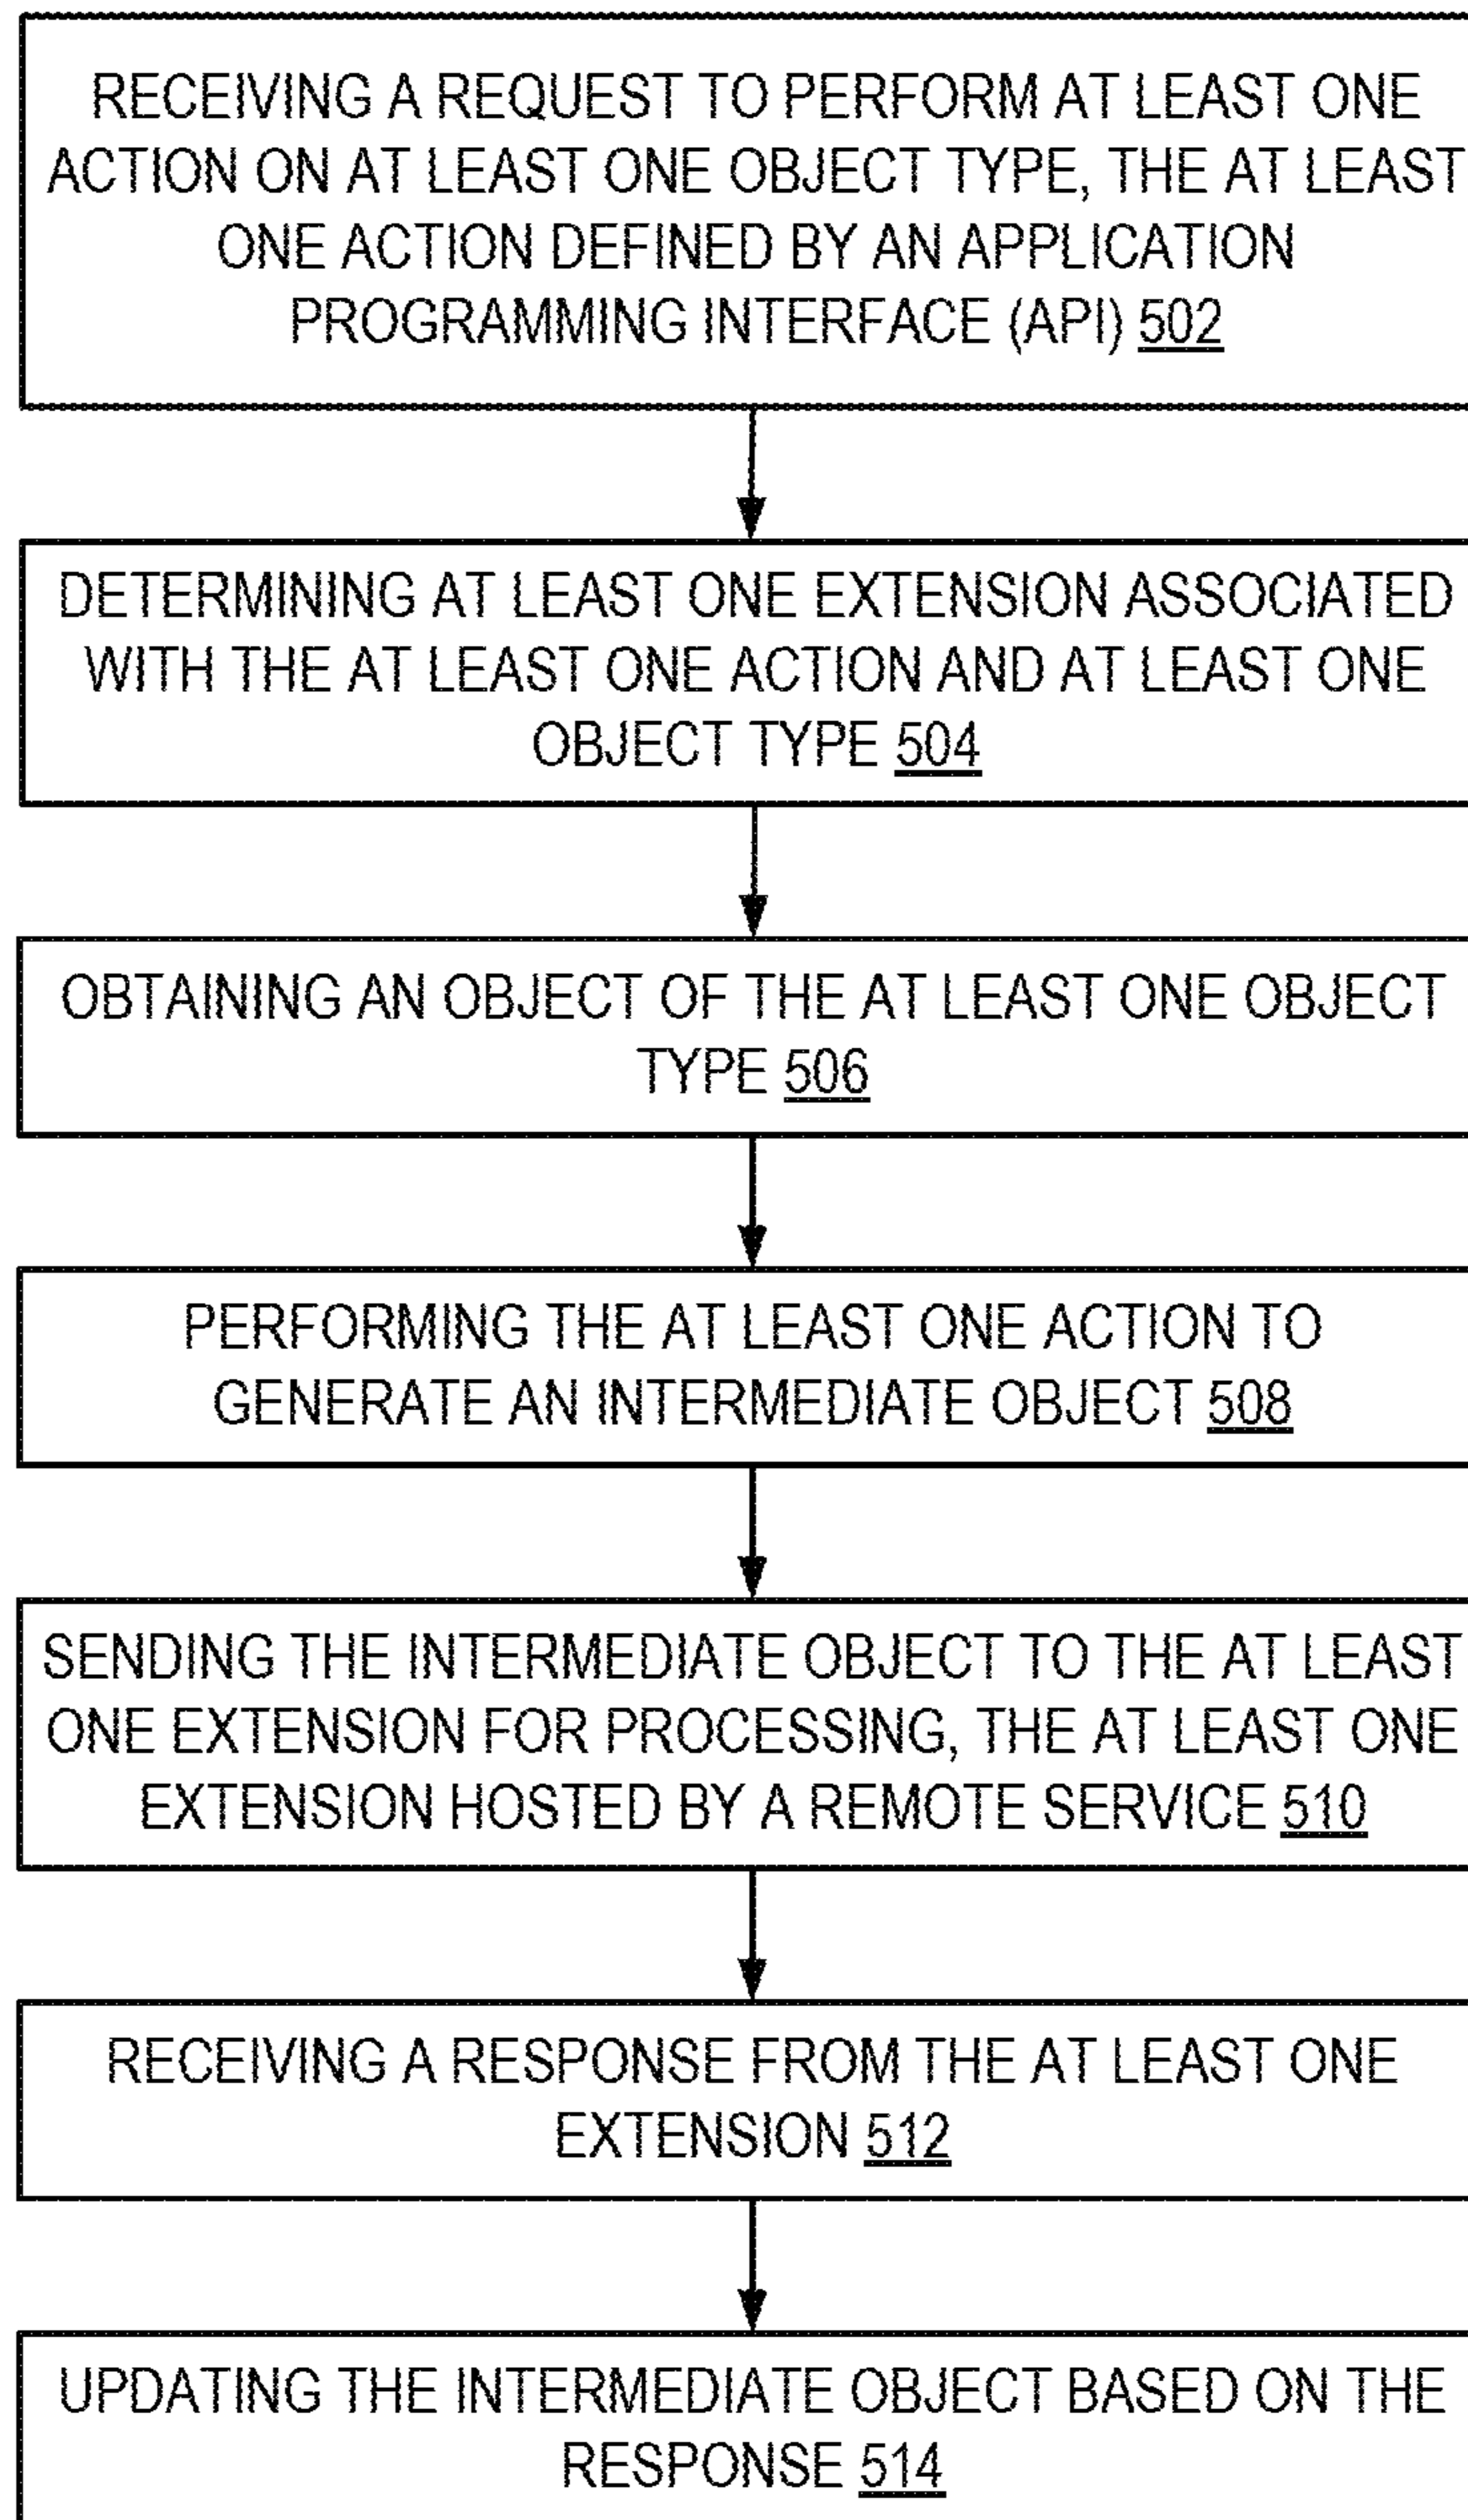 RECEIVING A REQUEST TO PERFORM AT LEAST ONE
ACTION ON AT LEAST ONE OBJECT TYPE, THE AT LEAST
ONE ACTION DEFINED BY AN APPLICATION
PROGRAMMING INTERFACE (API) 502
DETERMINING AT LEAST ONE EXTENSION ASSOCIATED
WITH THE AT LEAST ONE ACTION AND AT LEAST ONE
OBJECT TYPE 504
OBTAINING AN OBJECT OF THE AT LEAST ONE OBJECT
TYPE 506
PERFORMING THE AT LEAST ONE ACTION TO
GENERATE AN INTERMEDIATE OBJECT 508
SENDING THE INTERMEDIATE OBJECT TO THE AT LEAST
ONE EXTENSION FOR PROCESSING, THE AT LEAST ONE
EXTENSION HOSTED BY A REMOTE SERVICE 510
RECEIVING A RESPONSE FROM THE AT LEAST ONE
EXTENSION 512
UPDATING THE INTERMEDIATE OBJECT BASED ON THE
RESPONSE 514